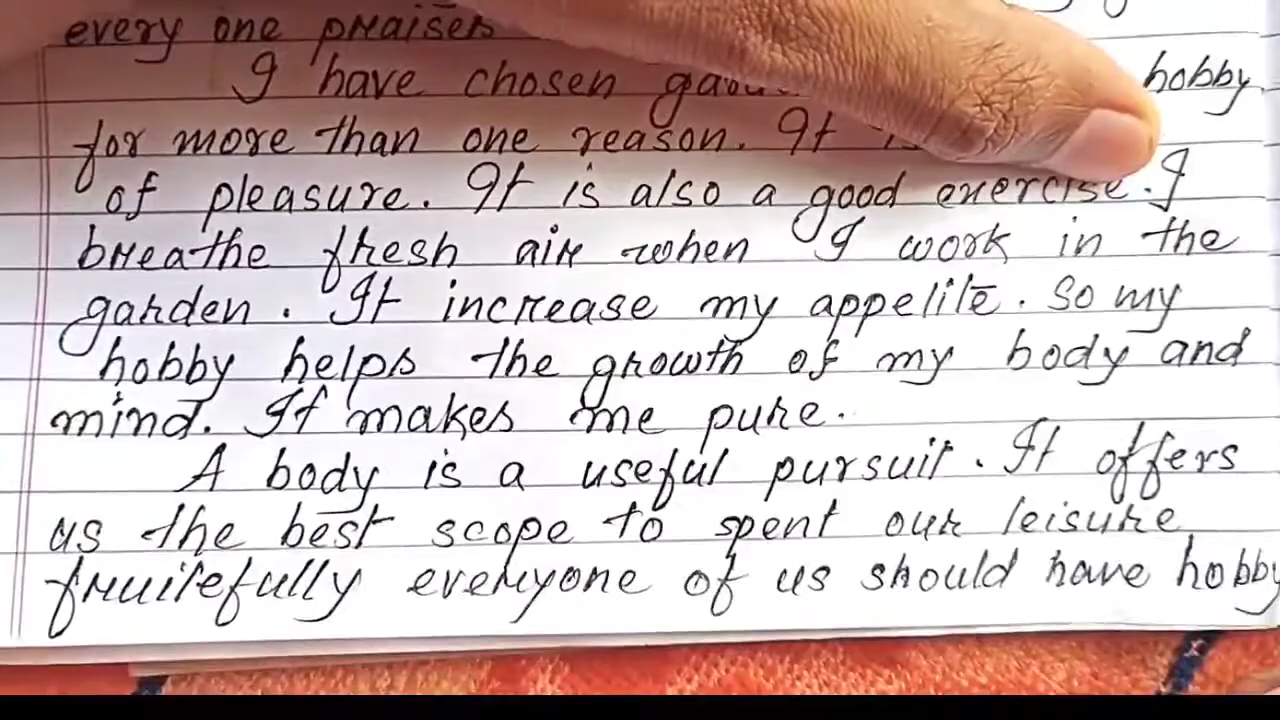 every one praises
I have chosen hobby
for more than one reason. It
of pleasure. It is also a good exercise. I
breathe fresh air when I work in the
garden. It increase my appelite. So my
hobby helps the growth of my body and
mind. It makes me pure.
A body is a useful pursuit. It offers
us the best scope to spent our leisure
fruitefully everyone of us should have hobby